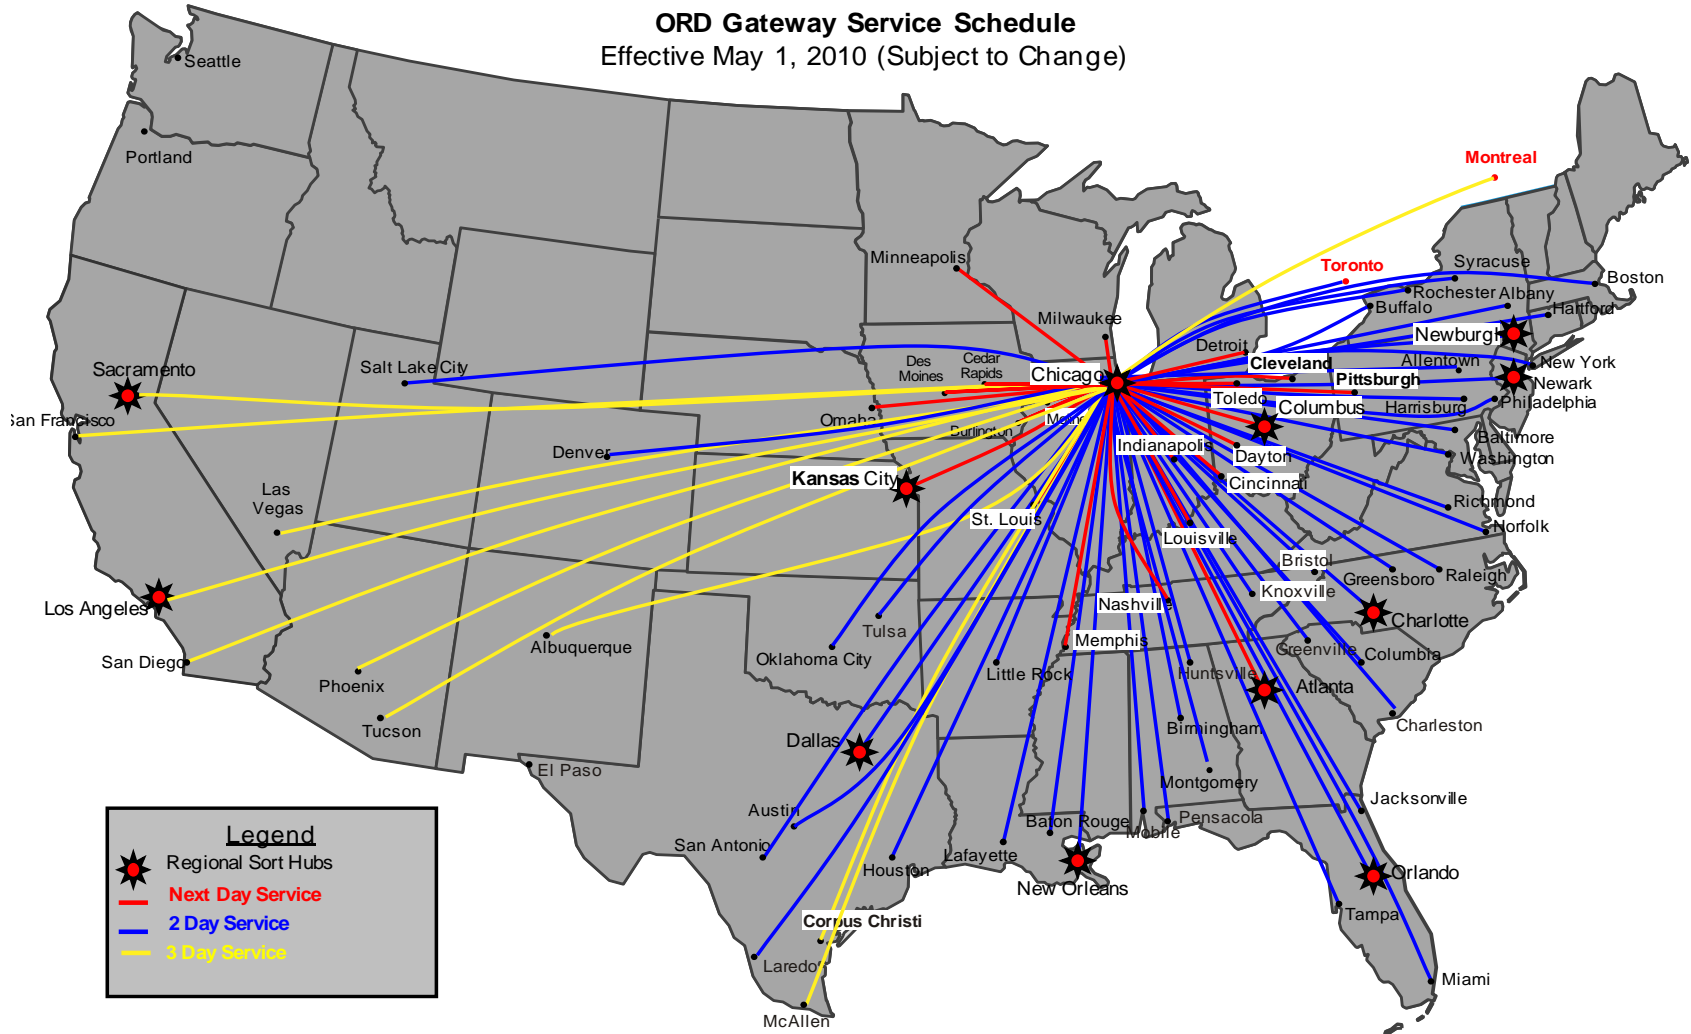 ORD Gateway Service Schedule
Effective May 1, 2010 (Subject to Change)
Seattle
Portland
Montreal
Toronto
Minneapolis
Syracuse
Boston
Rochester
Albany
Buffalo
Hartford
Milwaukee
Newburgh
Detroit
Cleveland
Allentown
New York
Salt Lake City
Des
Moines
Cedar
Rapids
Chicago
Sacramento
Pittsburgh
Newark
Toledo
Columbus
Harrisburg
Philadelphia
San Francisco
Omaha
Burlington
Indianapolis
Baltimore
Denver
Dayton
Washington
Kansas City
Cincinnati
Las
Vegas
Richmond
St. Louis
Norfolk
Louisville
Bristol
Greensboro
Raleigh
Knoxville
Los Angeles
Nashville
Charlotte
Tulsa
Memphis
Albuquerque
Oklahoma City
Greenville
Columbia
San Diego
Little Rock
Huntsville
Phoenix
Atlanta
Tucson
Birmingham
Charleston
Dallas
El Paso
Montgomery
Jacksonville
Austin
Baton Rouge
Mobile
Pensacola
San Antonio
Lafayette
Houston
New Orleans
Orlando
Corpus Christi
Tampa
Laredo
Miami
McAllen
Legend
Regional Sort Hubs
Next Day Service
2 Day Service
3 Day Service